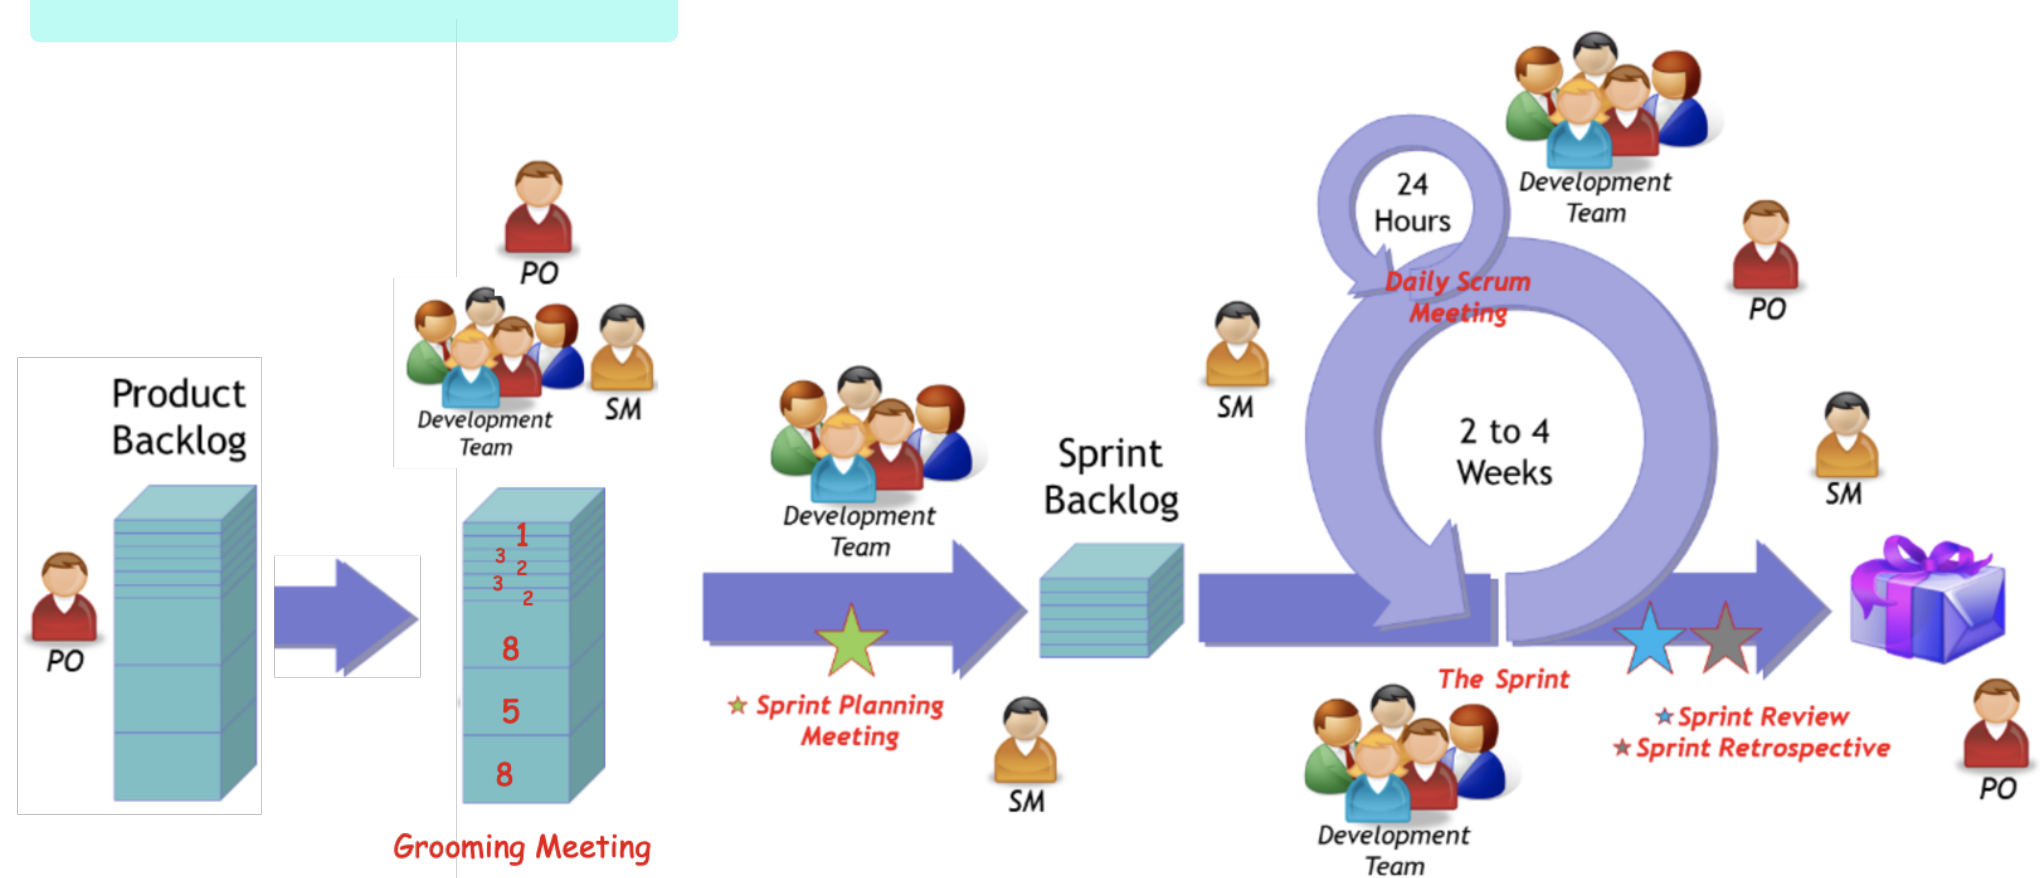 Product
Backlog
PO
PO
Development
Team
SM
1
3
2
3
2
8
5
8
Grooming Meeting
Development
Team
Sprint Planning
Meeting
Sprint
Backlog
SM
SM
24
Hours
Daily Scrum
Meeting
2 to 4
Weeks
Development
Team
PO
SM
The Sprint
Development
Team
Sprint Review
Sprint Retrospective
PO